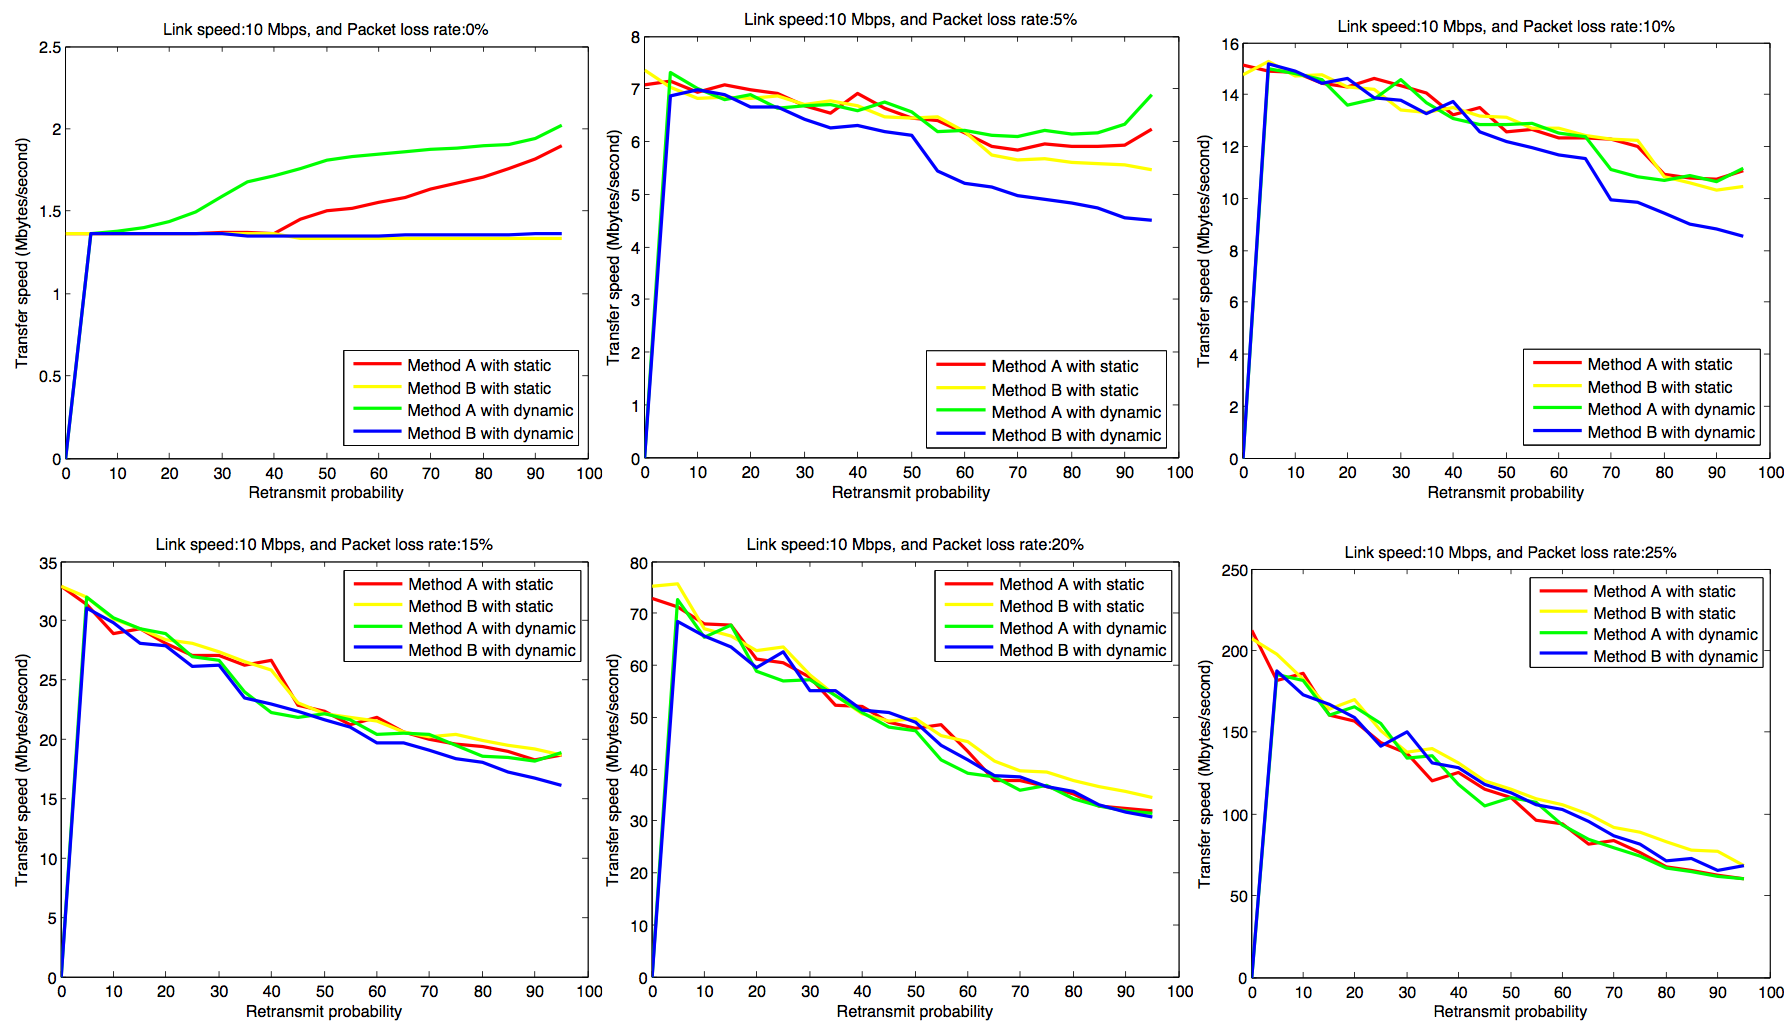 Link speed:10 Mbps, and Packet loss rate:0%
2.5
2
1.5
1
0.5
0
Transfer speed (Mbytes/second)
Method A with static
Method B with static
Method A with dynamic
Method B with dynamic
0 10 20 30 40 50 60 70 80 90 100
Retransmit probability
Link speed:10 Mbps, and Packet loss rate:5%
8
7
6
5
4
3
2
1
0
Transfer speed (Mbytes/second)
Method A with static
Method B with static
Method A with dynamic
Method B with dynamic
0 10 20 30 40 50 60 70 80 90 100
Retransmit probability
Link speed:10 Mbps, and Packet loss rate:10%
16
14
12
10
8
6
4
2
0
Transfer speed (Mbytes/second)
Method A with static
Method B with static
Method A with dynamic
Method B with dynamic
0 10 20 30 40 50 60 70 80 90 100
Retransmit probability
Link speed:10 Mbps, and Packet loss rate:15%
35
30
25
20
15
10
5
0
Transfer speed (Mbytes/second)
Method A with static
Method B with static
Method A with dynamic
Method B with dynamic
0 10 20 30 40 50 60 70 80 90 100
Retransmit probability
Link speed:10 Mbps, and Packet loss rate:20%
80
70
60
50
40
30
20
10
0
Transfer speed (Mbytes/second)
Method A with static
Method B with static
Method A with dynamic
Method B with dynamic
0 10 20 30 40 50 60 70 80 90 100
Retransmit probability
Link speed:10 Mbps, and Packet loss rate:25%
250
200
150
100
50
0
Transfer speed (Mbytes/second)
Method A with static
Method B with static
Method A with dynamic
Method B with dynamic
0 10 20 30 40 50 60 70 80 90 100
Retransmit probability